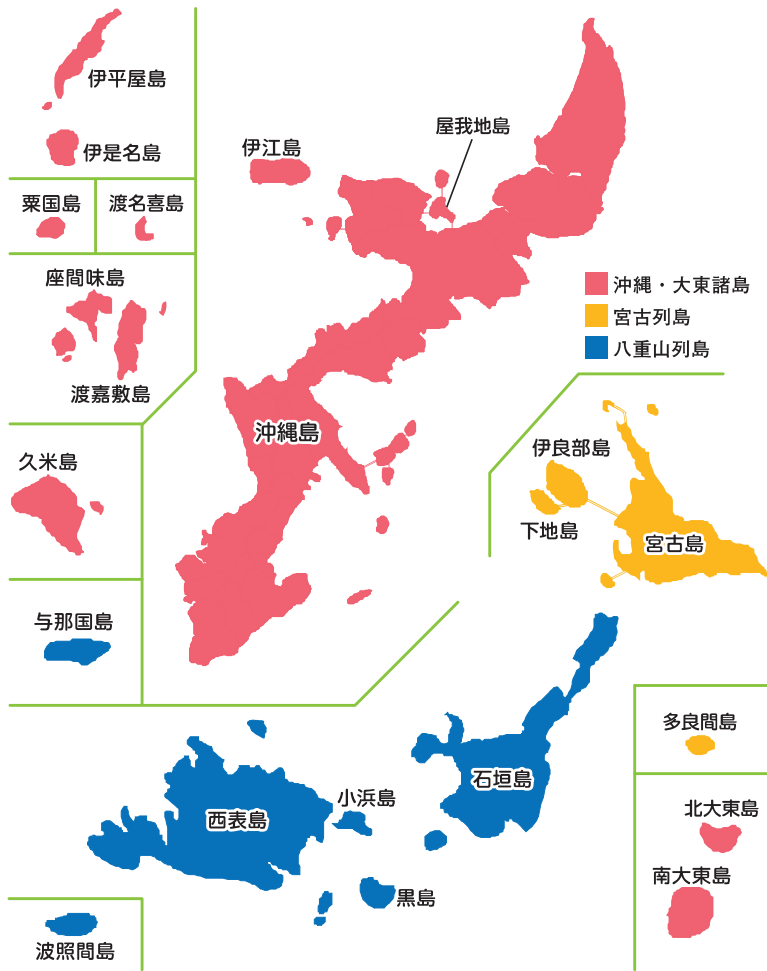 伊平屋島
伊是名島
粟国島
渡名喜島
座間味島
渡嘉敷島
久米島
与那国島
伊江島
屋我地島
沖縄島
沖縄・大東諸島
宮古列島
八重山列島
伊良部島
下地島
宮古島
石垣島
西表島
小浜島
黒島
波照間島
多良間島
北大東島
南大東島